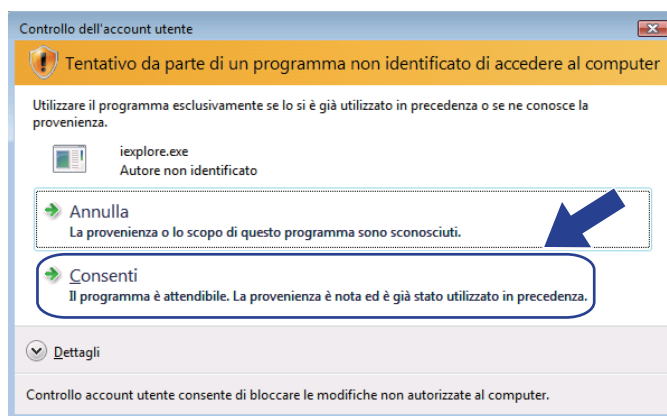 Controllo dell'account utente
Tentativo da parte di un programma non identificato di accedere al computer
Utilizzare il programma esclusivamente se lo si è già utilizzato in precedenza o se ne conosce la
provenienza.
iexplore.exe
Autore non identificato
Annulla
La provenienza o lo scopo di questo programma sono sconosciuti.
Consenti
Il programma è attendibile. La provenienza è nota ed è già stato utilizzato in precedenza.
Dettagli
Controllo account utente consente di bloccare le modifiche non autorizzate al computer.